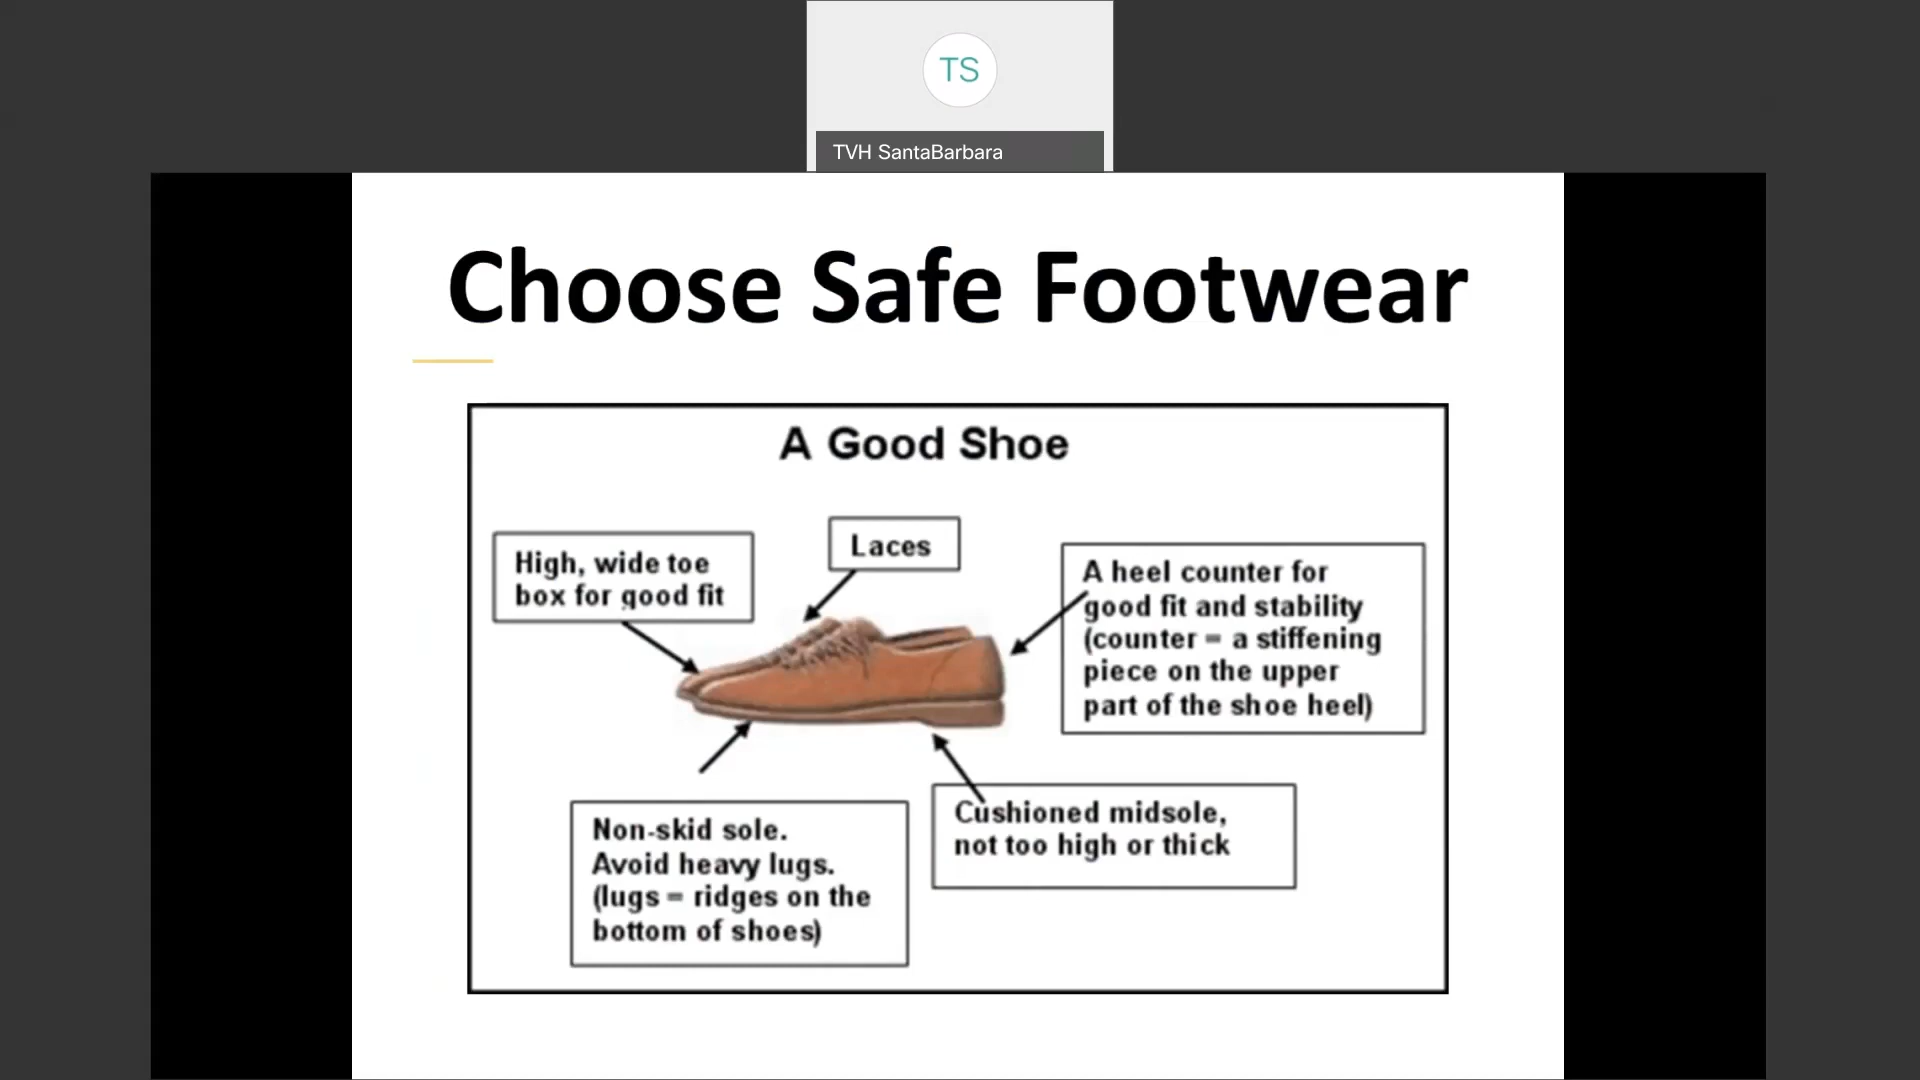 TS
TVH SantaBarbara
Choose Safe Footwear
A Good Shoe
High, wide toe
box for good fit
Laces
A heel counter for
good fit and stability
(counter = a stiffening
piece on the upper
part of the shoe heel)
Non-skid sole.
Avoid heavy lugs.
(lugs = ridges on the
bottom of shoes)
Cushioned midsole,
not too high or thick